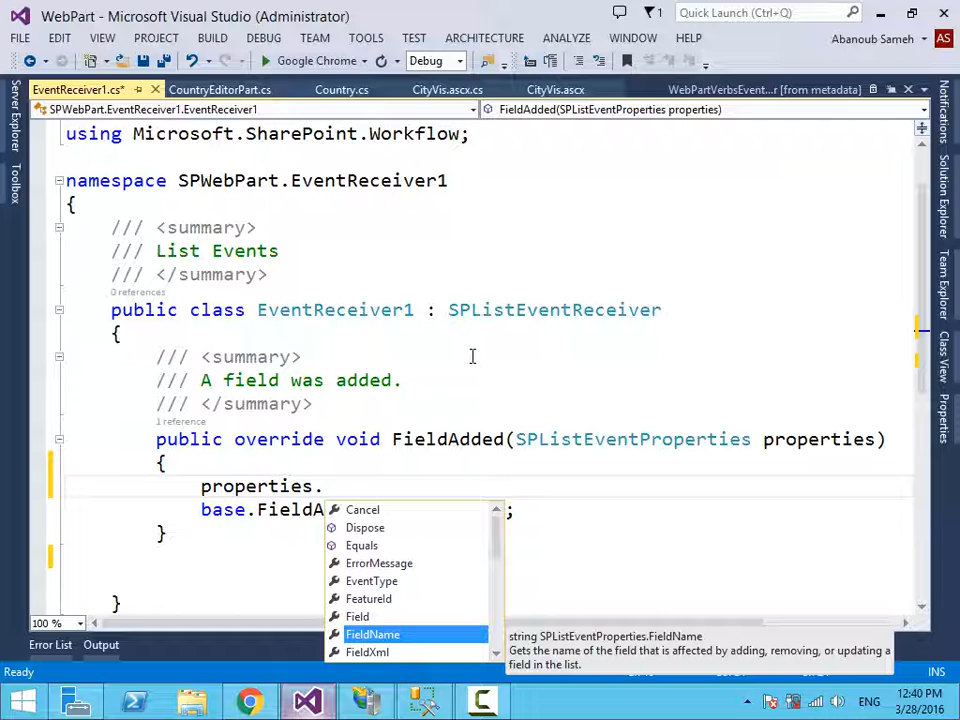 WebPart - Microsoft Visual Studio (Administrator)
1
Quick Launch (Ctrl+Q)
FILE EDIT VIEW PROJECT BUILD DEBUG TEAM TOOLS TEST ARCHITECTURE ANALYZE WINDOW HELP
Abanoub Sameh AS
Google Chrome Debug
EventReceiver1.cs* CountryEditorPart.cs Country.cs CityVis.ascx.cs CityVis.ascx WebPartVerbsEvent...r [from metadata]
SPWebPart.EventReceiver1.EventReceiver1 FieldAdded(SPListEventProperties properties)
Server Explorer
Toolbox
using Microsoft.SharePoint.Workflow;
namespace SPWebPart.EventReceiver1
{
/// <summary>
/// List Events
/// </summary>
0 references
public class EventReceiver1 : SPListEventReceiver
{
/// <summary>
/// A field was added.
/// </summary>
1 reference
public override void FieldAdded(SPListEventProperties properties)
{
properties.
base.FieldA ;
}
}
Cancel
Dispose
Equals
ErrorMessage
EventType
FeatureId
Field
FieldName
FieldXml
string SPListEventProperties.FieldName
Gets the name of the field that is affected by adding, removing, or updating a
field in the list.
Notifications
Solution Explorer
Team Explorer
Class View
Properties
100 %
Error List Output
Ready
INS
ENG
12:40 PM
3/28/2016